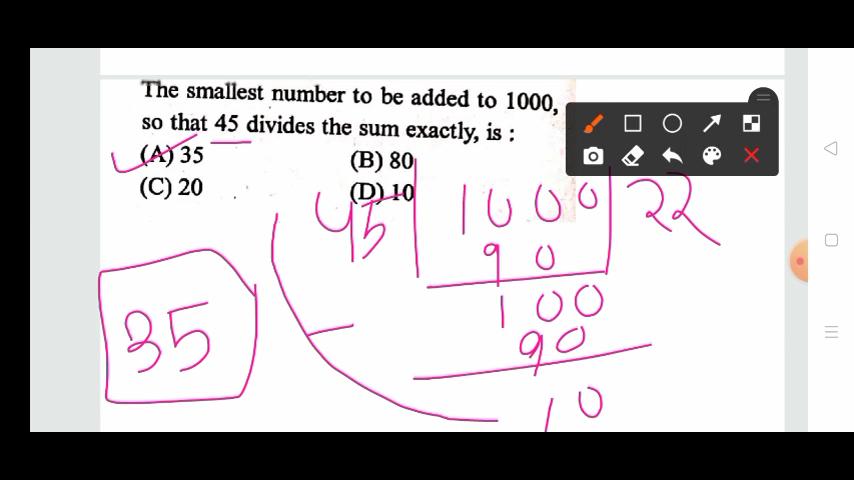 The smallest number to be added to 1000,
so that 45 divides the sum exactly, is :
(A) 35 (B) 80
(C) 20 (D) 10
45 1000 22
90
100
35 90
10